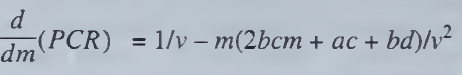 d/dm (PCR) = 1/v – m(2bcm + ac + bd)/v²